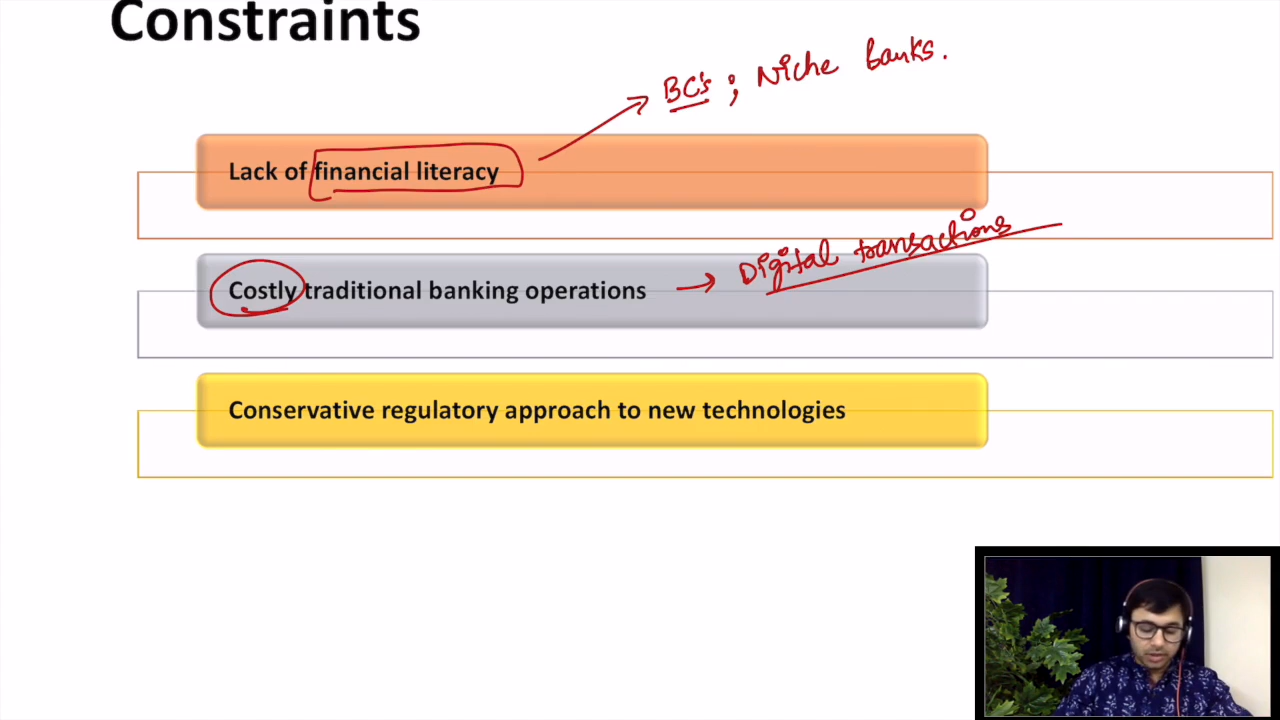 Constraints
BC's ; Niche banks.
Lack of financial literacy
Digital transactions
Costly traditional banking operations
Conservative regulatory approach to new technologies